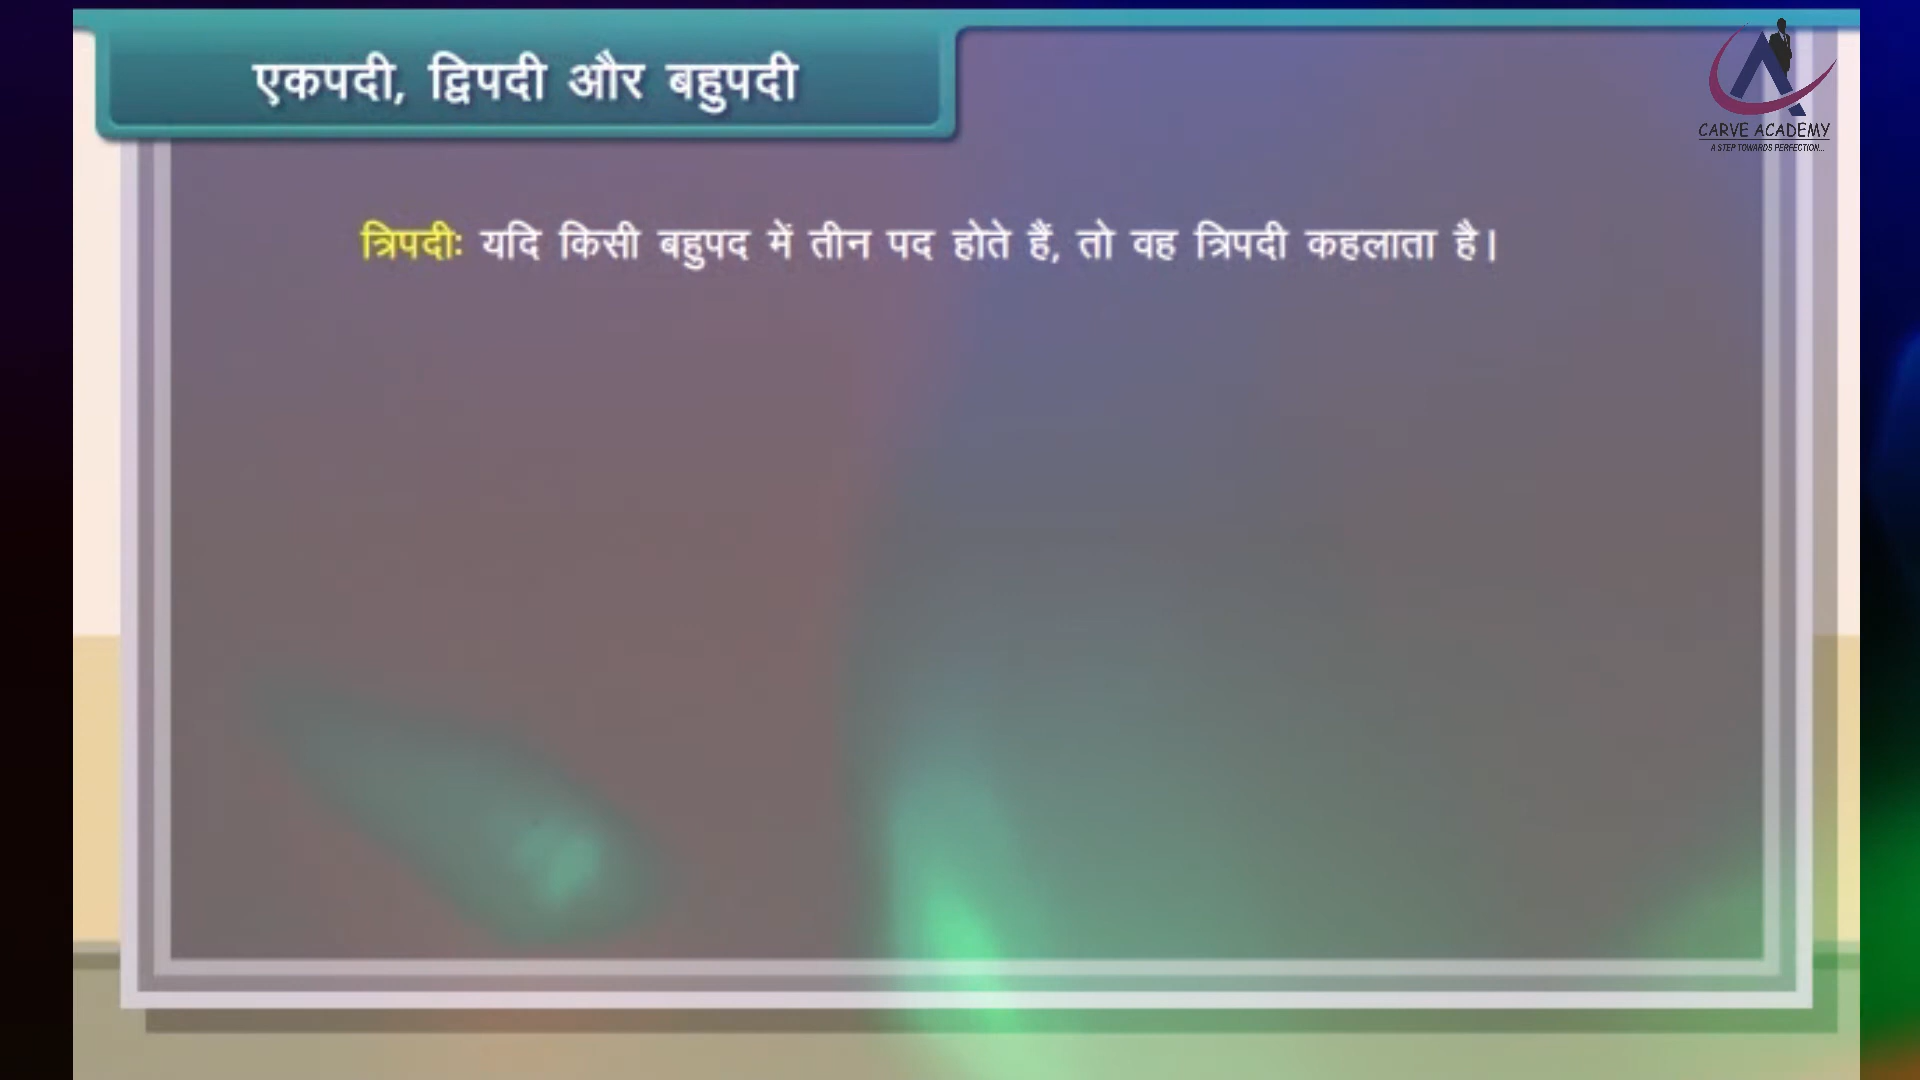 एकपदी, द्विपदी और बहुपदी
CARVE ACADEMY
A STEP TOWARDS PERFECTION...
त्रिपदीः यदि किसी बहुपद में तीन पद होते हैं, तो वह त्रिपदी कहलाता है।